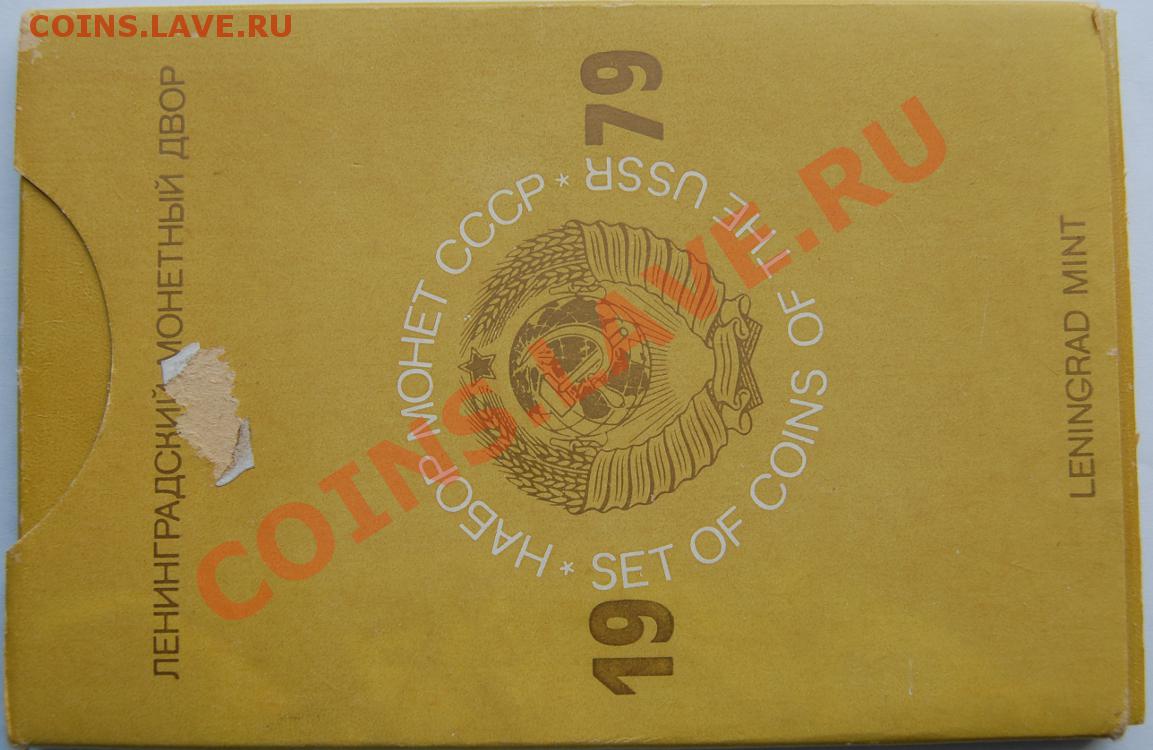 COINS.LAVE.RU
ЛЕНИНГРАДСКИЙ МОНЕТНЫЙ ДВОР
НАБОР МОНЕТ СССР
19 79
* SET OF COINS OF THE USSR *
LENINGRAD MINT
COINS.LAVE.RU